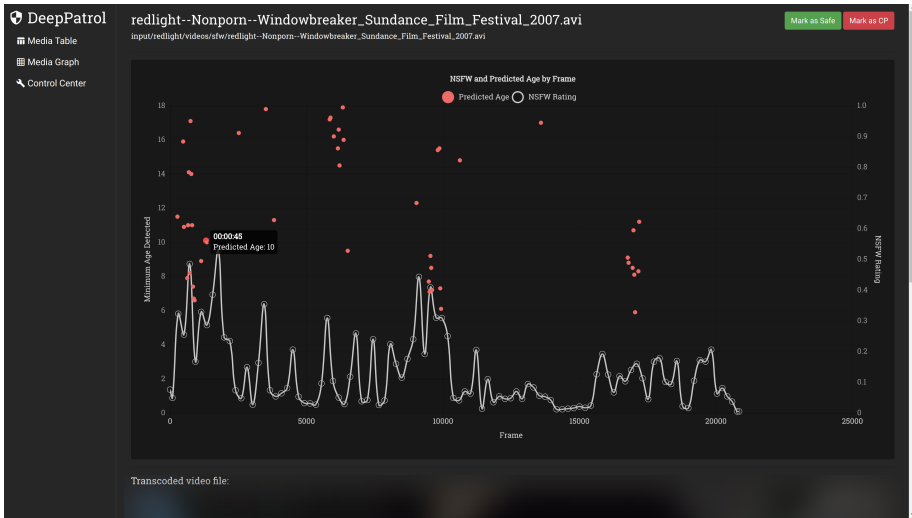 DeepPatrol
Media Table
Media Graph
Control Center
redlight--Nonporn--Windowbreaker_Sundance_Film_Festival_2007.avi
input/redlight/videos/sfw/redlight--Nonporn--Windowbreaker_Sundance_Film_Festival_2007.avi
Mark as Safe
Mark as CP
NSFW and Predicted Age by Frame
Predicted Age NSFW Rating
18
16
14
12
10
8
6
4
2
0
Minimum Age Detected
00:00:45
Predicted Age: 10
1.0
0.9
0.8
0.7
0.6
0.5
0.4
0.3
0.2
0.1
0
NSFW Rating
0 5000 10000 15000 20000 25000
Frame
Transcoded video file: